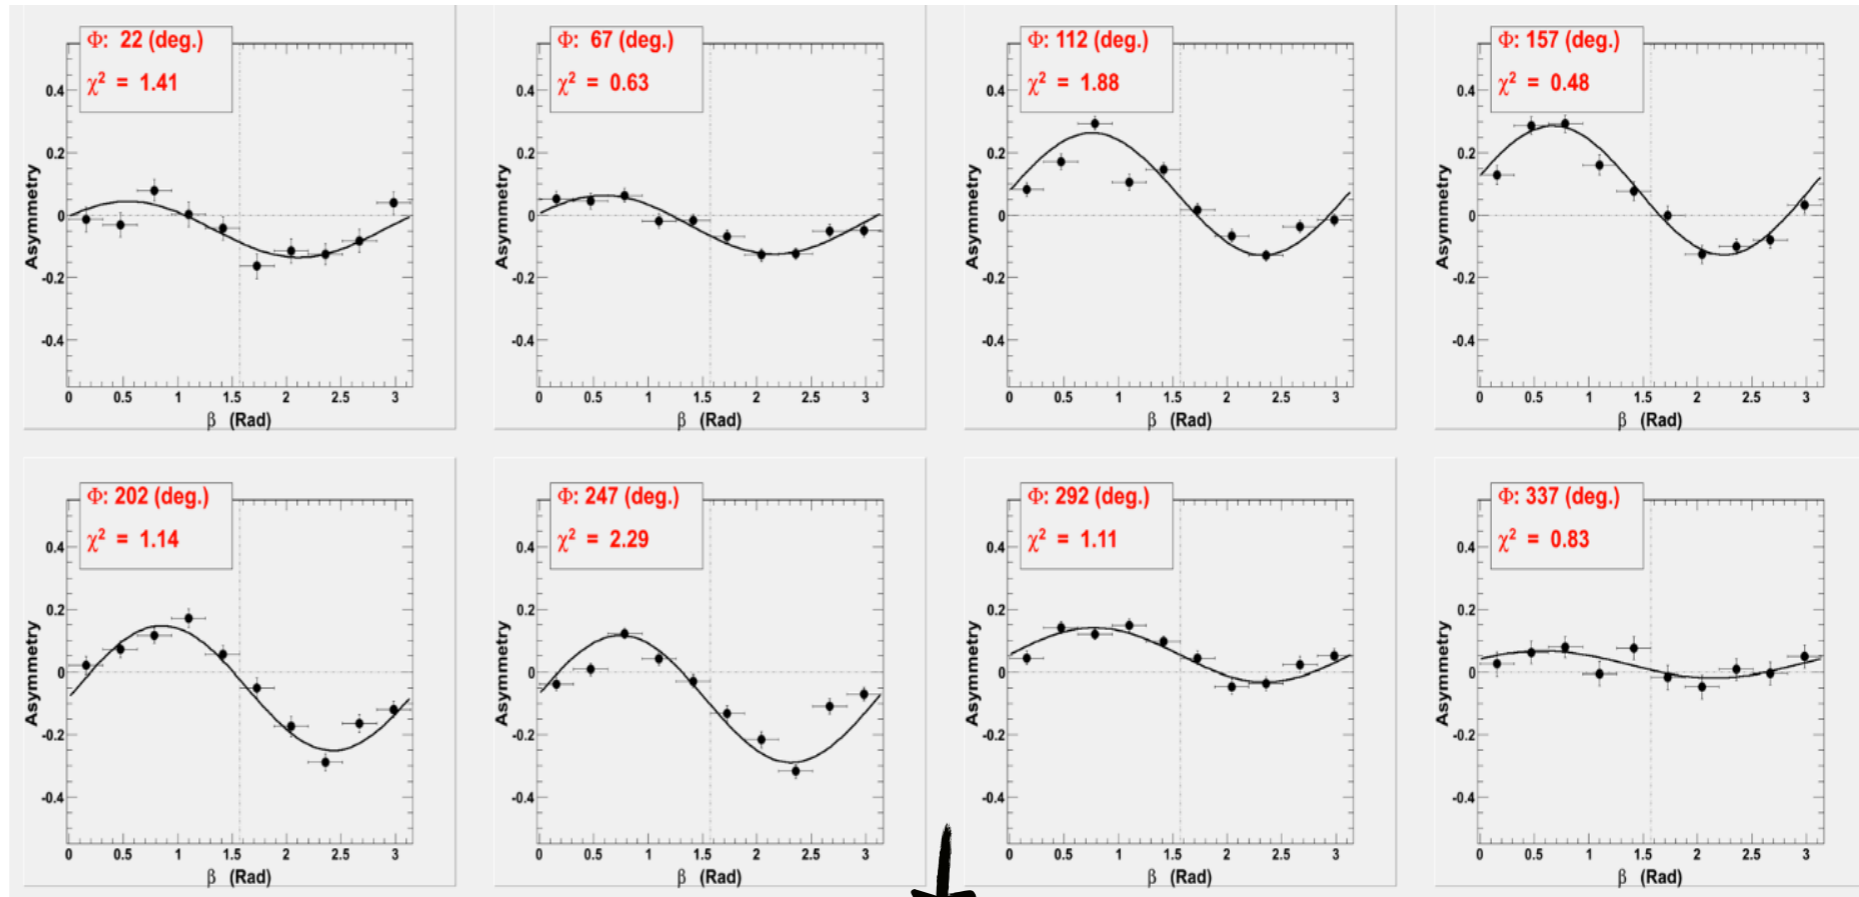 Φ: 22 (deg.)
χ² = 1.41
0.4
0.2
0
-0.2
-0.4
Asymmetry
0 0.5 1 1.5 2 2.5 3
β (Rad)
Φ: 67 (deg.)
χ² = 0.63
0.4
0.2
0
-0.2
-0.4
Asymmetry
0 0.5 1 1.5 2 2.5 3
β (Rad)
Φ: 112 (deg.)
χ² = 1.88
0.4
0.2
0
-0.2
-0.4
Asymmetry
0 0.5 1 1.5 2 2.5 3
β (Rad)
Φ: 157 (deg.)
χ² = 0.48
0.4
0.2
0
-0.2
-0.4
Asymmetry
0 0.5 1 1.5 2 2.5 3
β (Rad)
Φ: 202 (deg.)
χ² = 1.14
0.4
0.2
0
-0.2
-0.4
Asymmetry
0 0.5 1 1.5 2 2.5 3
β (Rad)
Φ: 247 (deg.)
χ² = 2.29
0.4
0.2
0
-0.2
-0.4
Asymmetry
0 0.5 1 1.5 2 2.5 3
β (Rad)
Φ: 292 (deg.)
χ² = 1.11
0.4
0.2
0
-0.2
-0.4
Asymmetry
0 0.5 1 1.5 2 2.5 3
β (Rad)
Φ: 337 (deg.)
χ² = 0.83
0.4
0.2
0
-0.2
-0.4
Asymmetry
0 0.5 1 1.5 2 2.5 3
β (Rad)